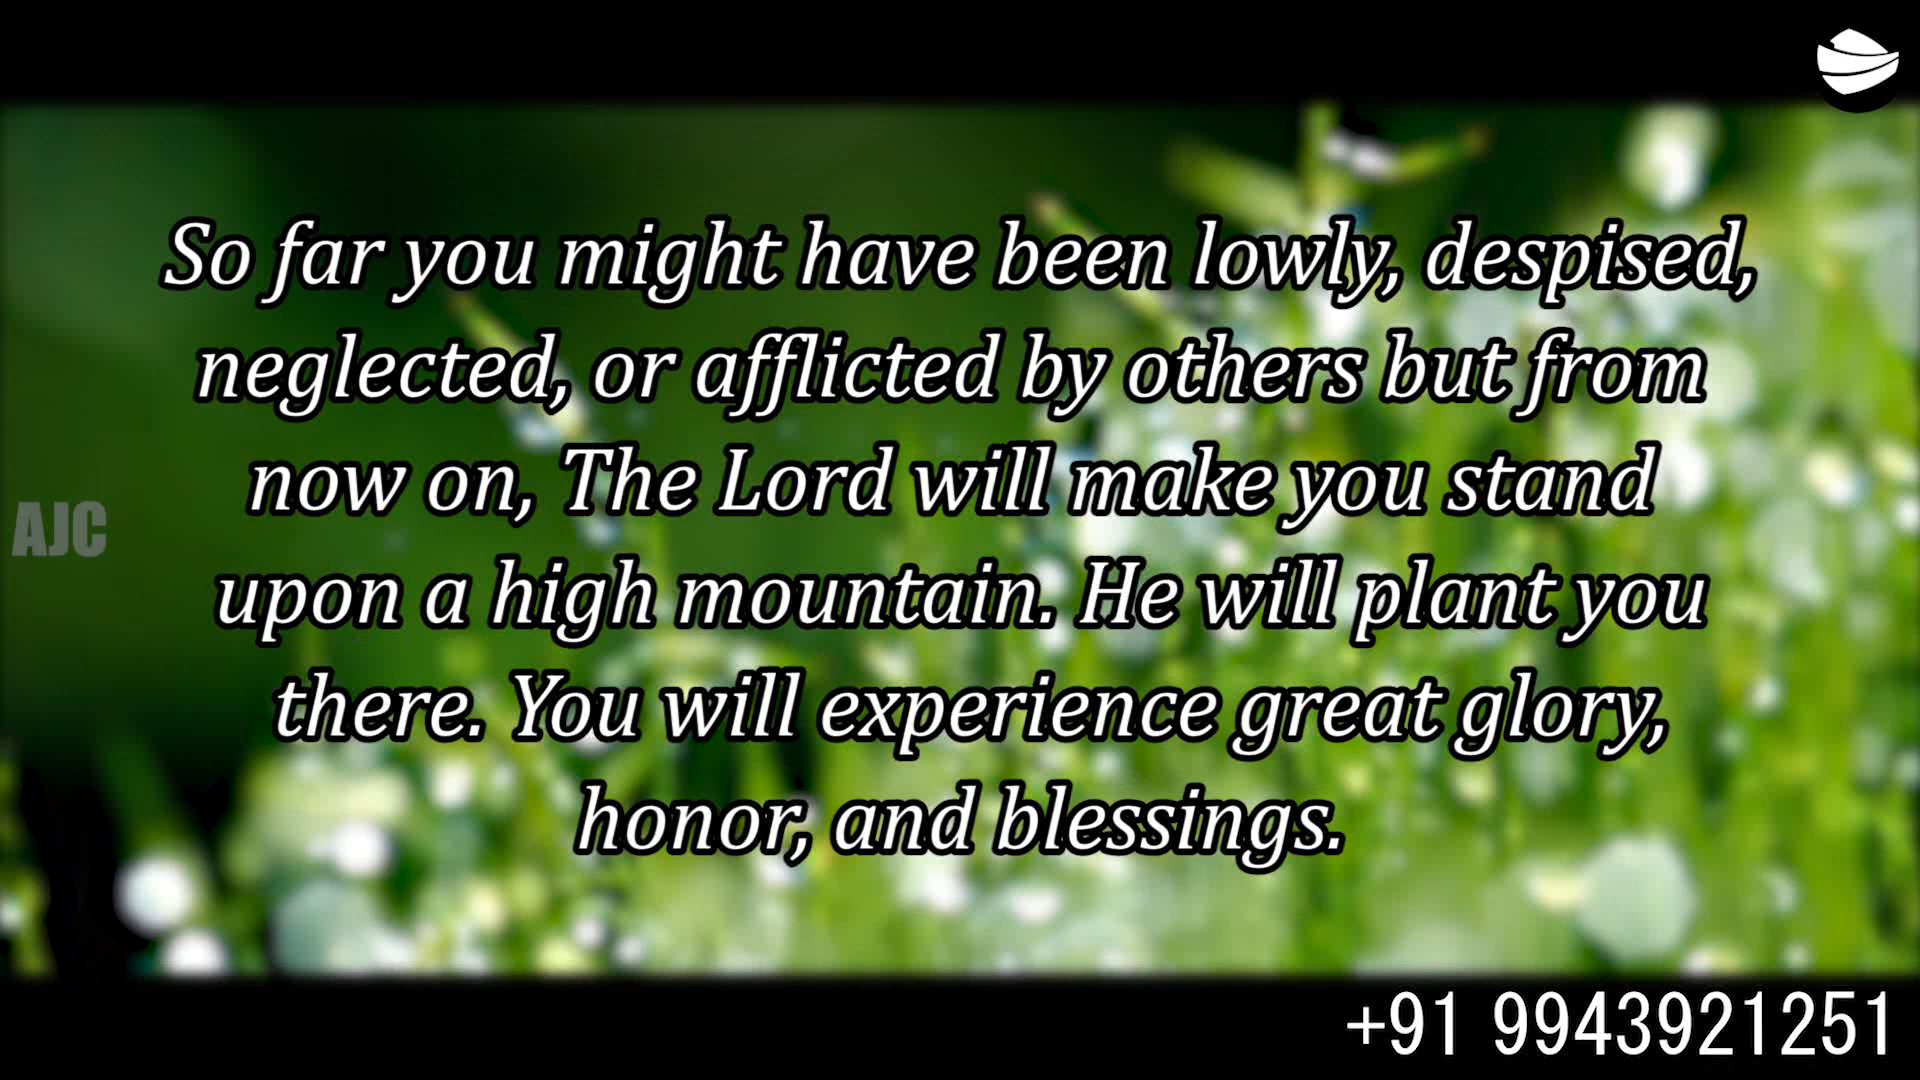 So far you might have been lowly, despised,
neglected, or afflicted by others but from
now on, The Lord will make you stand
upon a high mountain. He will plant you
there. You will experience great glory,
honor, and blessings.
AJC
+91 9943921251